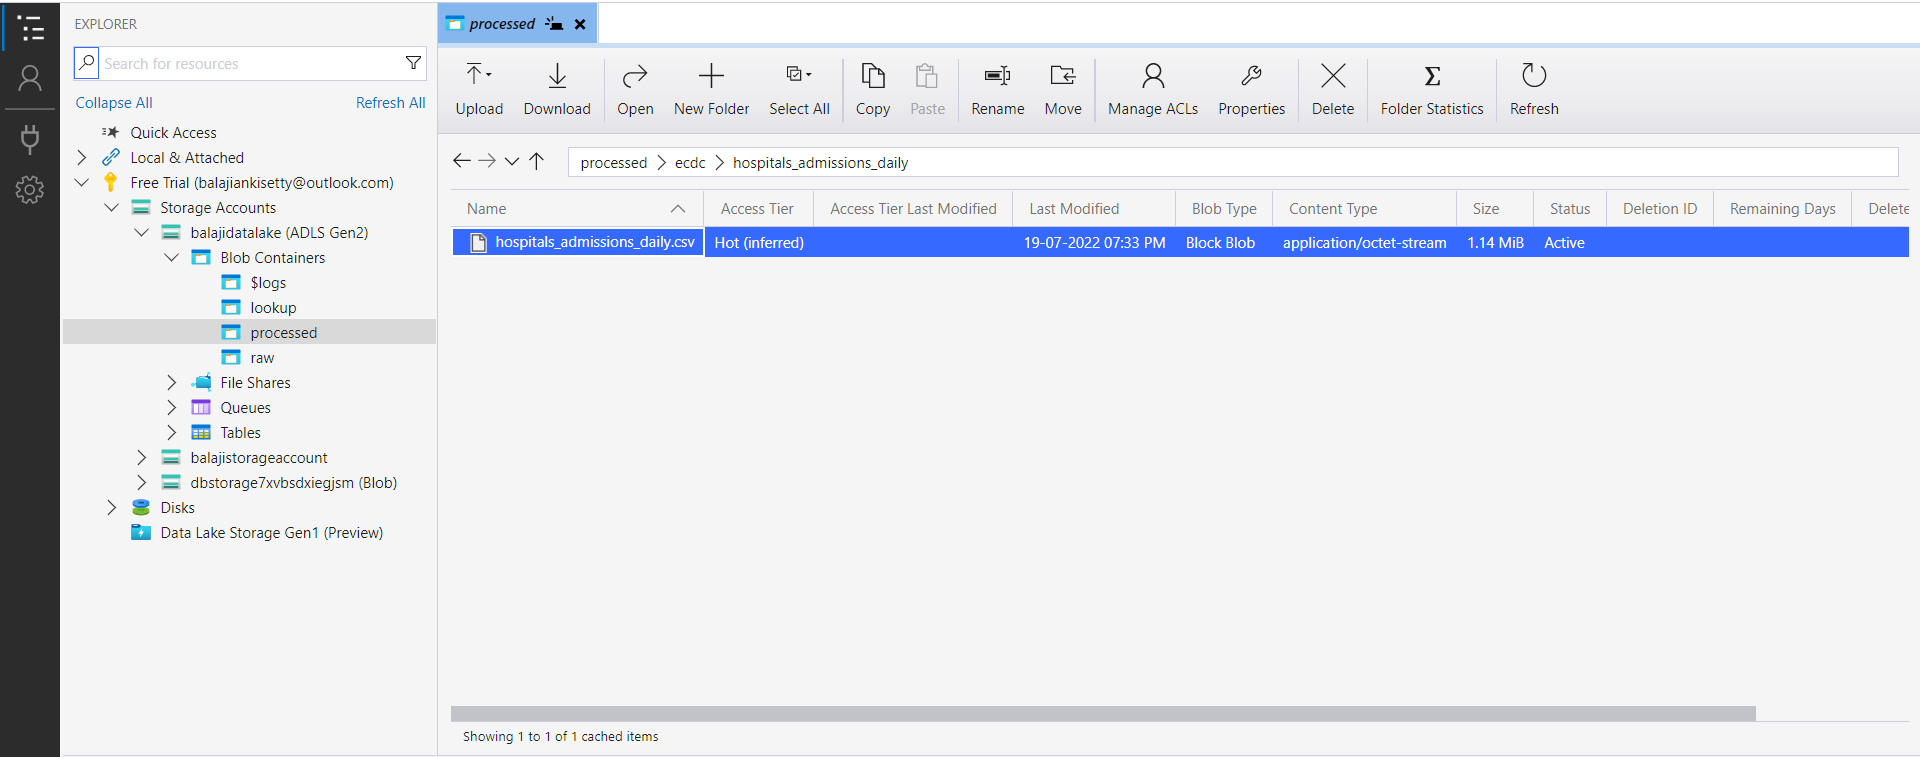 EXPLORER
Search for resources
Collapse All Refresh All
Quick Access
Local & Attached
Free Trial (balajiankisetty@outlook.com)
Storage Accounts
balajidatalake (ADLS Gen2)
Blob Containers
$logs
lookup
processed
raw
File Shares
Queues
Tables
balajistorageaccount
dbstorage7xvbsdxiegjsm (Blob)
Disks
Data Lake Storage Gen1 (Preview)
processed
Upload Download Open New Folder Select All Copy Paste Rename Move Manage ACLs Properties Delete Folder Statistics Refresh
processed ecdc hospitals_admissions_daily
Name Access Tier Access Tier Last Modified Last Modified Blob Type Content Type Size Status Deletion ID Remaining Days Delete
hospitals_admissions_daily.csv Hot (inferred) 19-07-2022 07:33 PM Block Blob application/octet-stream 1.14 MiB Active
Showing 1 to 1 of 1 cached items